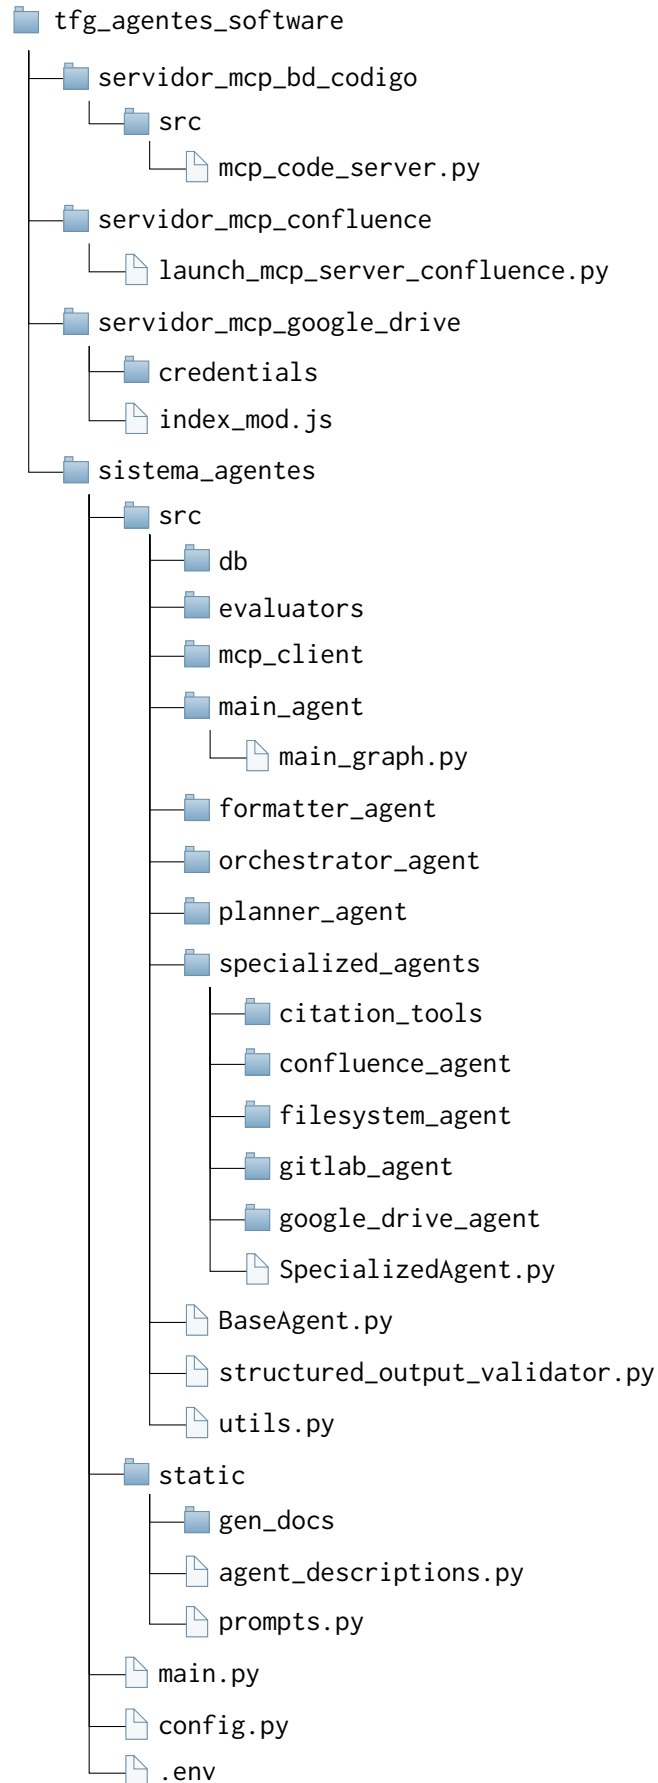 tfg_agentes_software
servidor_mcp_bd_codigo
src
mcp_code_server.py
servidor_mcp_confluence
launch_mcp_server_confluence.py
servidor_mcp_google_drive
credentials
index_mod.js
sistema_agentes
src
db
evaluators
mcp_client
main_agent
main_graph.py
formatter_agent
orchestrator_agent
planner_agent
specialized_agents
citation_tools
confluence_agent
filesystem_agent
gitlab_agent
google_drive_agent
SpecializedAgent.py
BaseAgent.py
structured_output_validator.py
utils.py
static
gen_docs
agent_descriptions.py
prompts.py
main.py
config.py
.env